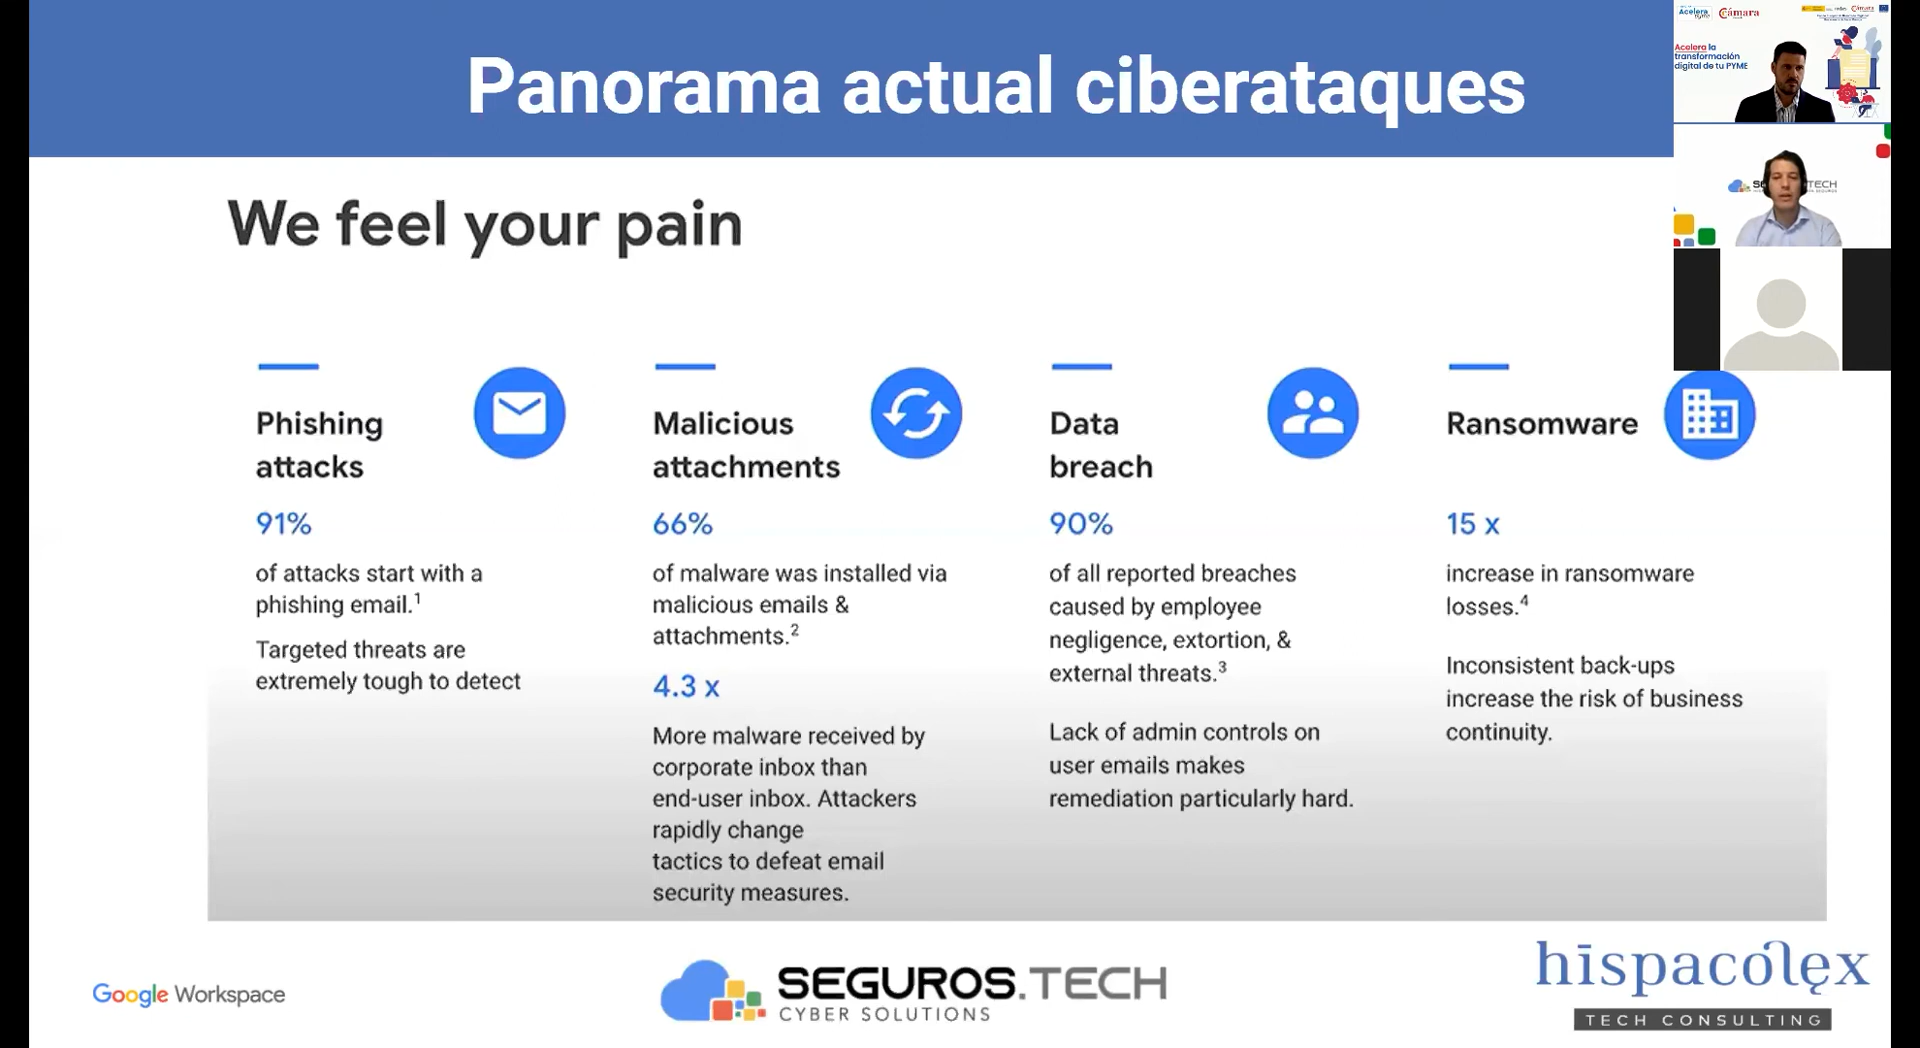 Panorama actual ciberataques
Acelera
pyme
Cámara
Acelera la
transformación
digital de tu PYME
We feel your pain
Phishing
attacks
91%
of attacks start with a
phishing email.¹
Targeted threats are
extremely tough to detect
Malicious
attachments
66%
of malware was installed via
malicious emails &
attachments.²
4.3 x
More malware received by
corporate inbox than
end-user inbox. Attackers
rapidly change
tactics to defeat email
security measures.
Data
breach
90%
of all reported breaches
caused by employee
negligence, extortion, &
external threats.³
Lack of admin controls on
user emails makes
remediation particularly hard.
Ransomware
15 x
increase in ransomware
losses.⁴
Inconsistent back-ups
increase the risk of business
continuity.
Google Workspace
SEGUROS.TECH
CYBER SOLUTIONS
hispacolex
TECH CONSULTING